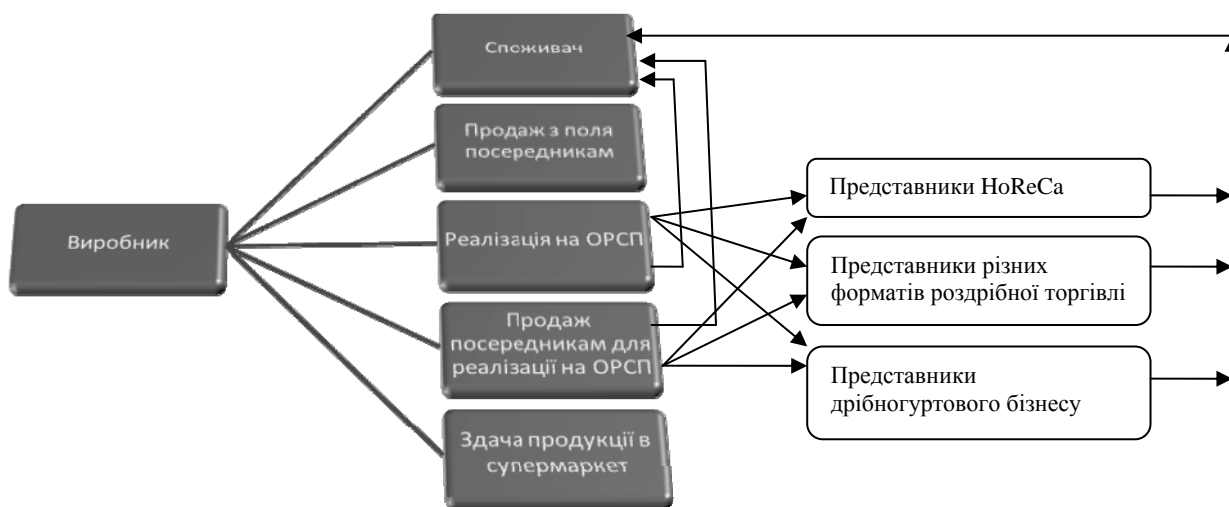 Споживач
Продаж з поля
посередникам
Виробник
Реалізація на ОРСП
Продаж
посередникам для
реалізації на ОРСП
Здача продукції в
супермаркет
Представники HoReCa
Представники різних
форматів роздрібної торгівлі
Представники
дрібногуртового бізнесу